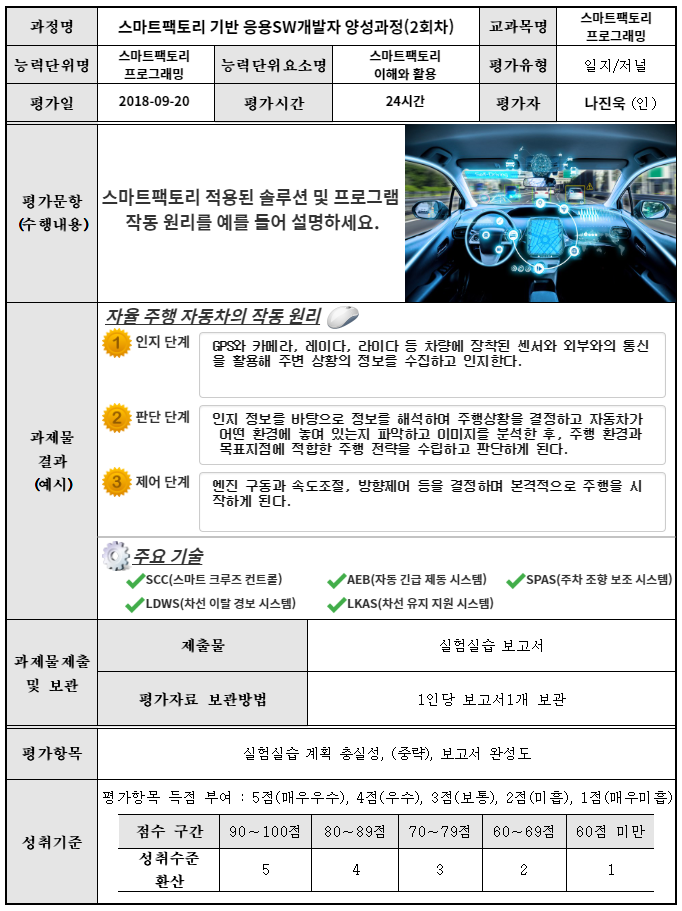 과정명 스마트팩토리 기반 응용SW개발자 양성과정(2회차) 교과목명 스마트팩토리
프로그래밍
능력단위명 스마트팩토리
프로그래밍 능력단위요소명 스마트팩토리
이해와 활용 평가유형 일지/저널
평가일 2018-09-20 평가시간 24시간 평가자 나진욱 (인)
평가문항
(수행내용)
스마트팩토리 적용된 솔루션 및 프로그램
작동 원리를 예를 들어 설명하세요.
과제물
결과
(예시)
자율 주행 자동차의 작동 원리
1 인지 단계
GPS와 카메라, 레이다, 라이다 등 차량에 장착된 센서와 외부와의 통신
을 활용해 주변 상황의 정보를 수집하고 인지한다.
2 판단 단계
인지 정보를 바탕으로 정보를 해석하며 주행상황을 결정하고 자동차가
어떤 환경에 놓여 있는지 파악하고 이미지를 분석한 후, 주행 환경과
목표지점에 적합한 주행 전략을 수립하고 판단하게 된다.
3 제어 단계
엔진 구동과 속도조절, 방향제어 등을 결정하며 본격적으로 주행을 시
작하게 된다.
주요 기술
SCC(스마트 크루즈 컨트롤) AEB(자동 긴급 제동 시스템) SPAS(주차 조향 보조 시스템)
LDWS(차선 이탈 경보 시스템) LKAS(차선 유지 지원 시스템)
과제물제출
및 보관
제출물 실험실습 보고서
평가자료 보관방법 1인당 보고서1개 보관
평가항목 실험실습 계획 충실성, (중략), 보고서 완성도
성취기준
평가항목 득점 부여 : 5점(매우우수), 4점(우수), 3점(보통), 2점(미흡), 1점(매우미흡)
점수 구간 90~100점 80~89점 70~79점 60~69점 60점 미만
성취수준
환산 5 4 3 2 1